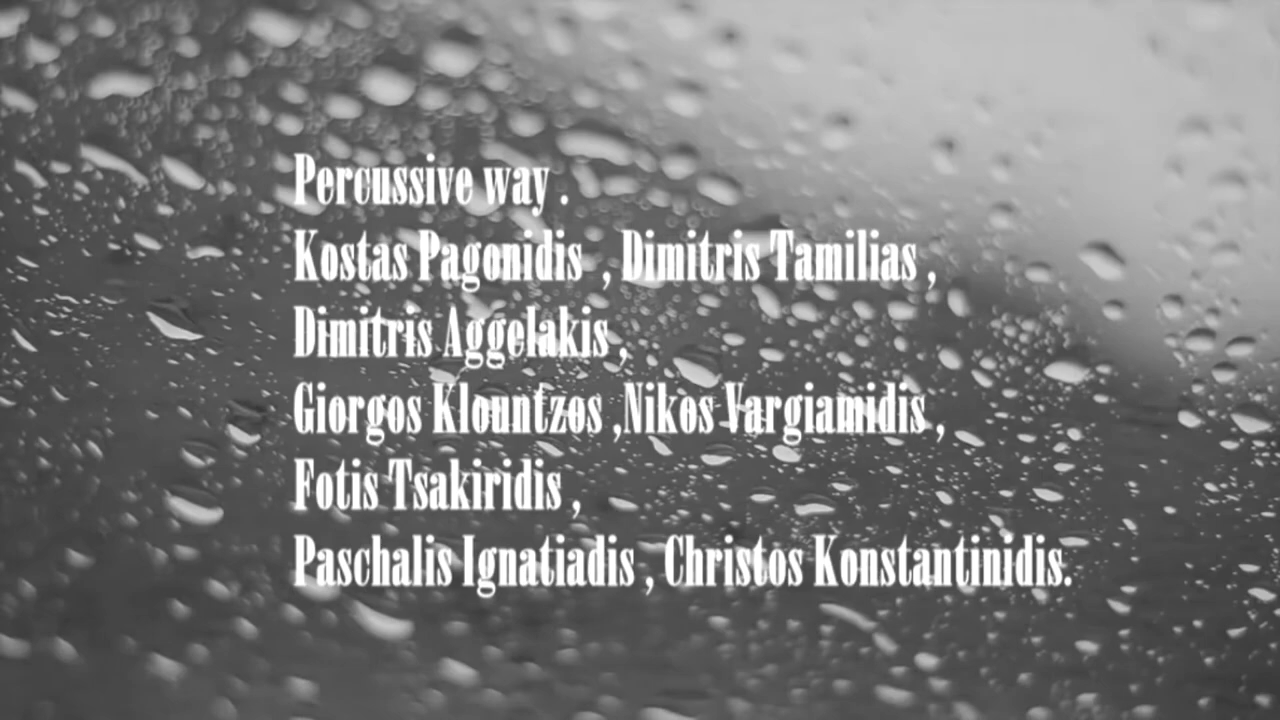 Percussive way .
Kostas Pagonidis , Dimitris Tamilias ,
Dimitris Aggelakis ,
Giorgos Klountzos ,Nikos Vargiamidis ,
Fotis Tsakiridis ,
Paschalis Ignatiadis , Christos Konstantinidis.